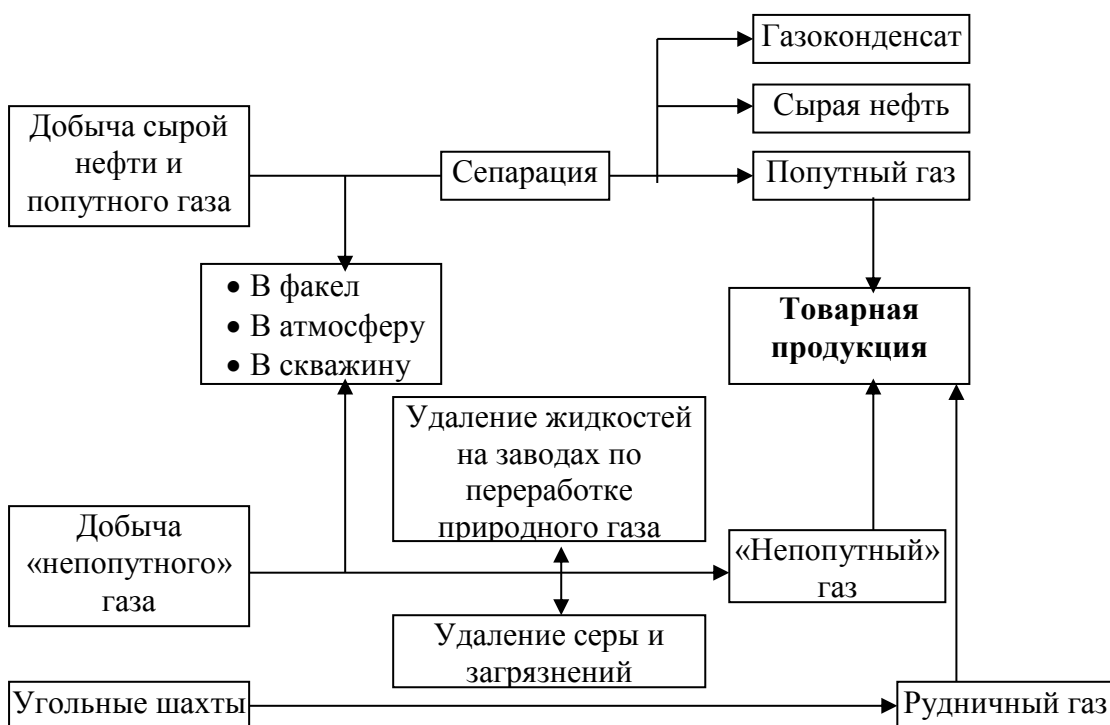 Газоконденсат
Сырая нефть
Добыча сырой
нефти и
попутного газа
Сепарация
Попутный газ
• В факел
• В атмосферу
• В скважину
Товарная
продукция
Удаление жидкостей
на заводах по
переработке
природного газа
Добыча
«непопутного»
газа
«Непопутный»
газ
Удаление серы и
загрязнений
Угольные шахты
Рудничный газ